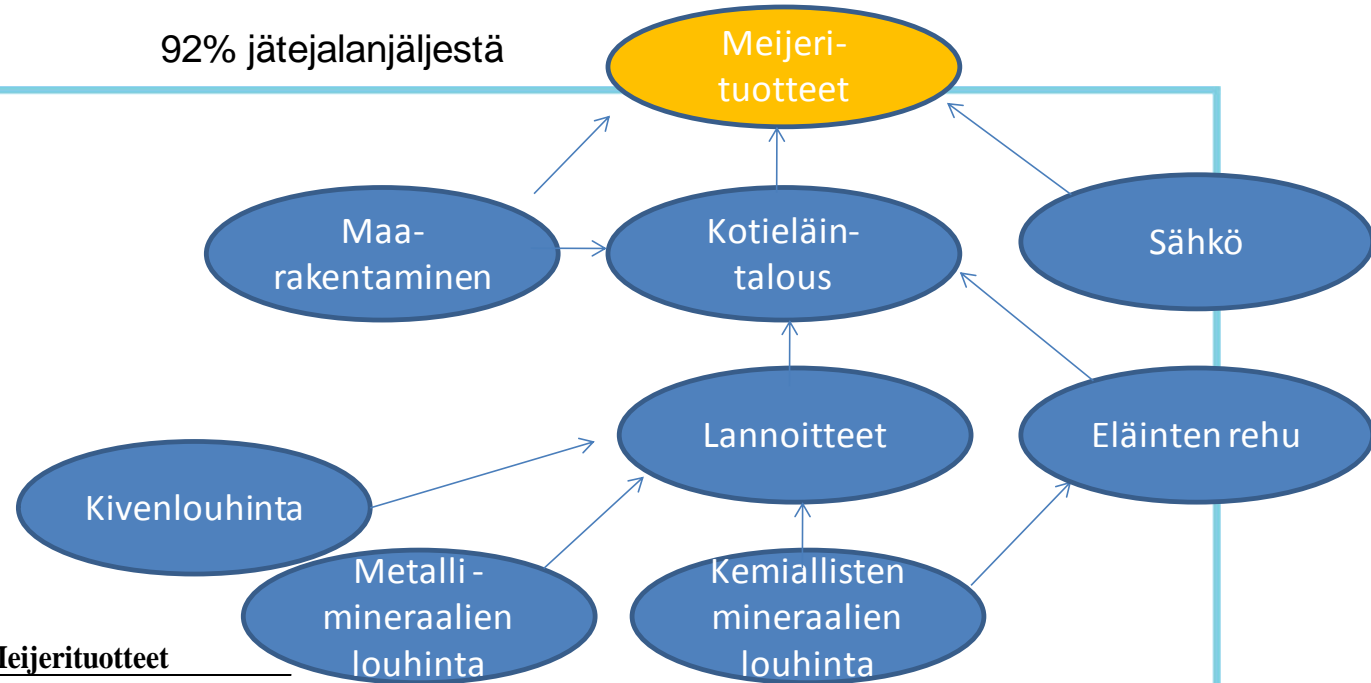 92% jätejalanjäljestä
Meijeri-
tuotteet
Maa-
rakentaminen
Kotieläin-
talous
Sähkö
Lannoitteet
Eläinten rehu
Kivenlouhinta
Metalli-
mineraalien
louhinta
Kemiallisten
mineraalien
louhinta
Meijerituotteet